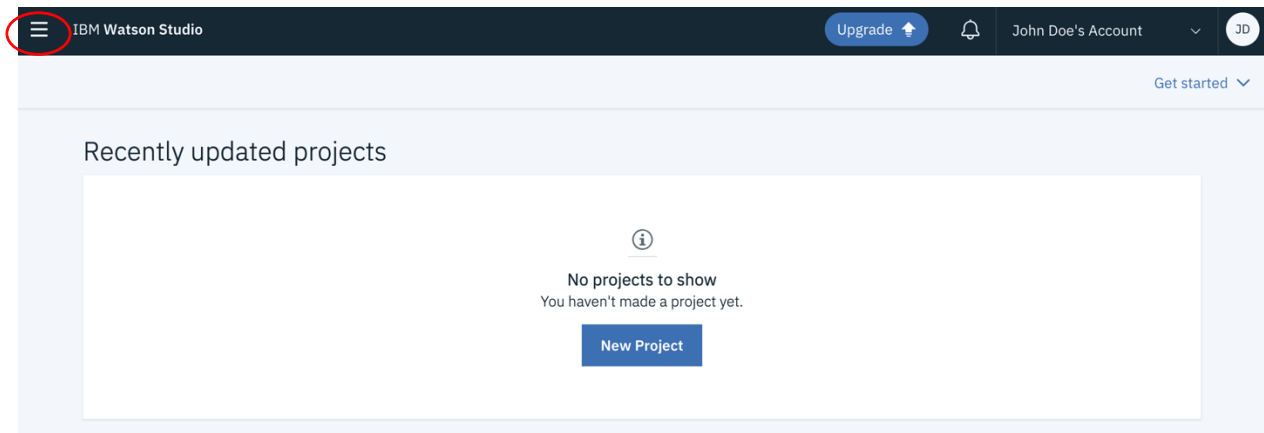 IBM Watson Studio
Upgrade
John Doe's Account
JD
Get started
Recently updated projects
No projects to show
You haven't made a project yet.
New Project